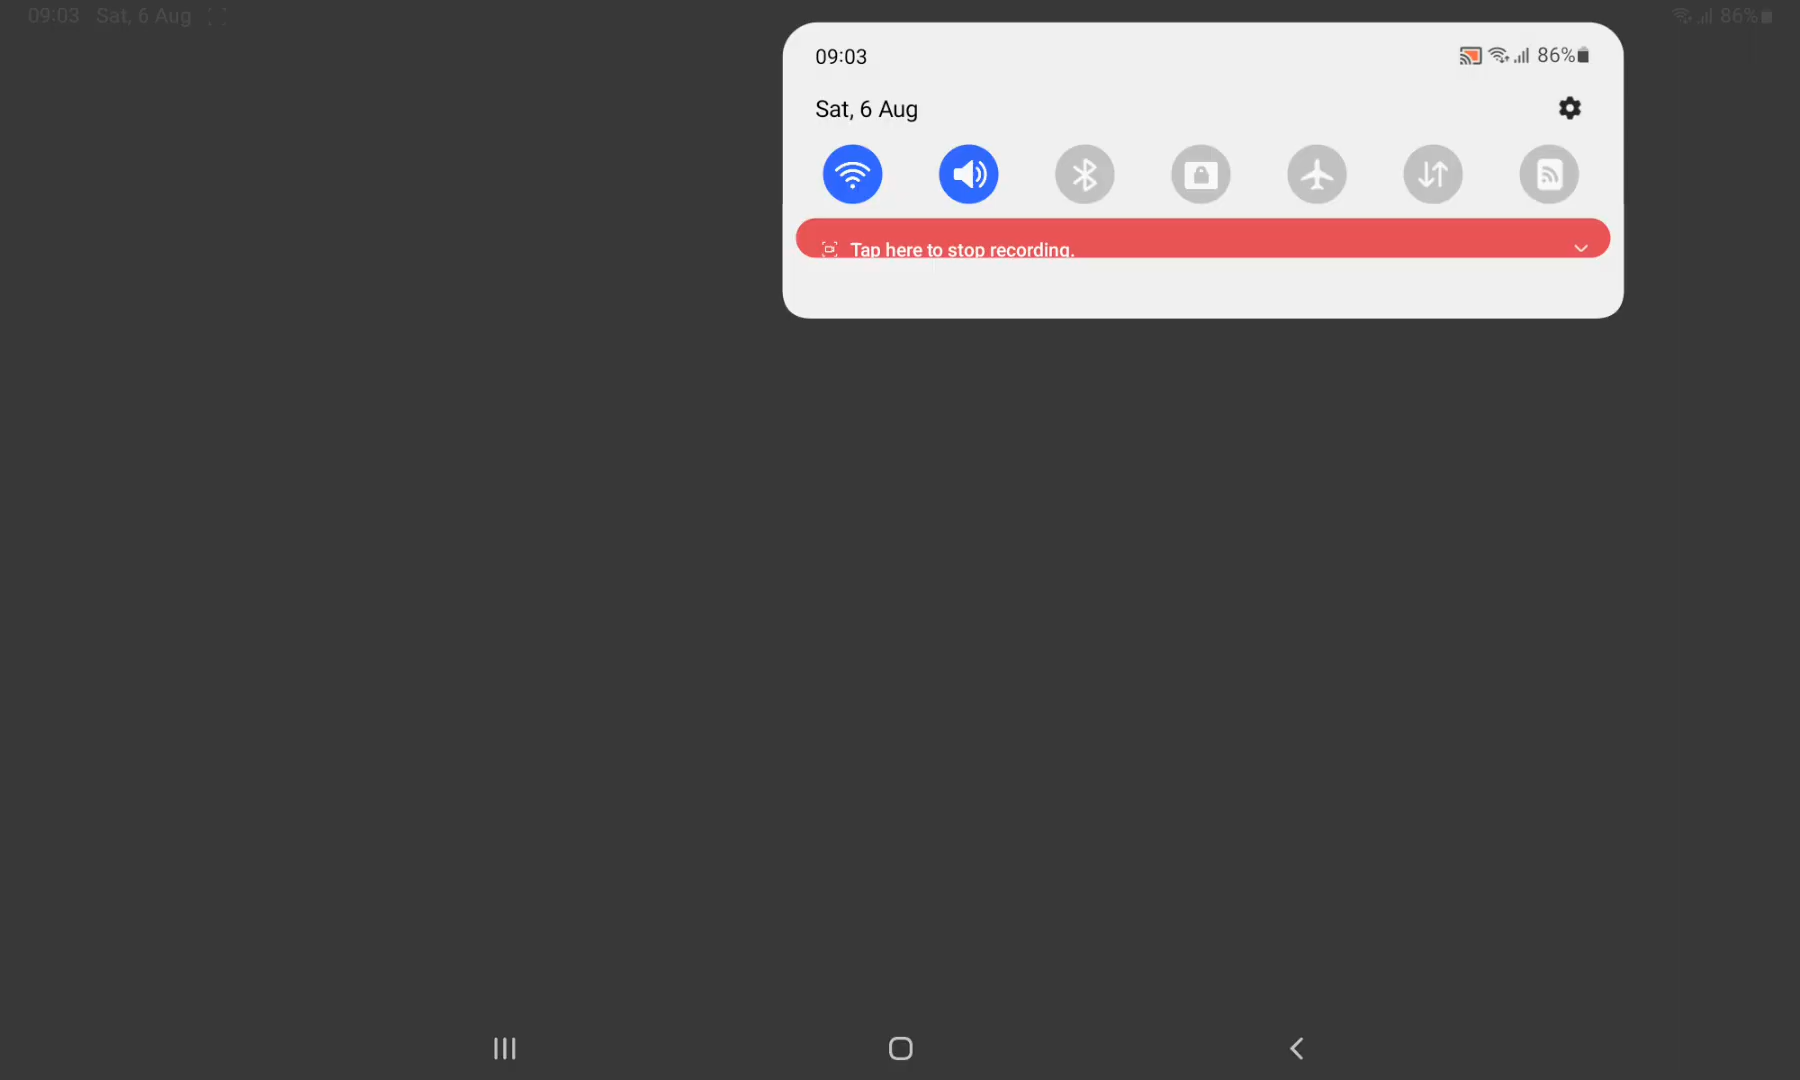 09:03 Sat, 6 Aug
86%
09:03
86%
Sat, 6 Aug
Tap here to stop recording.